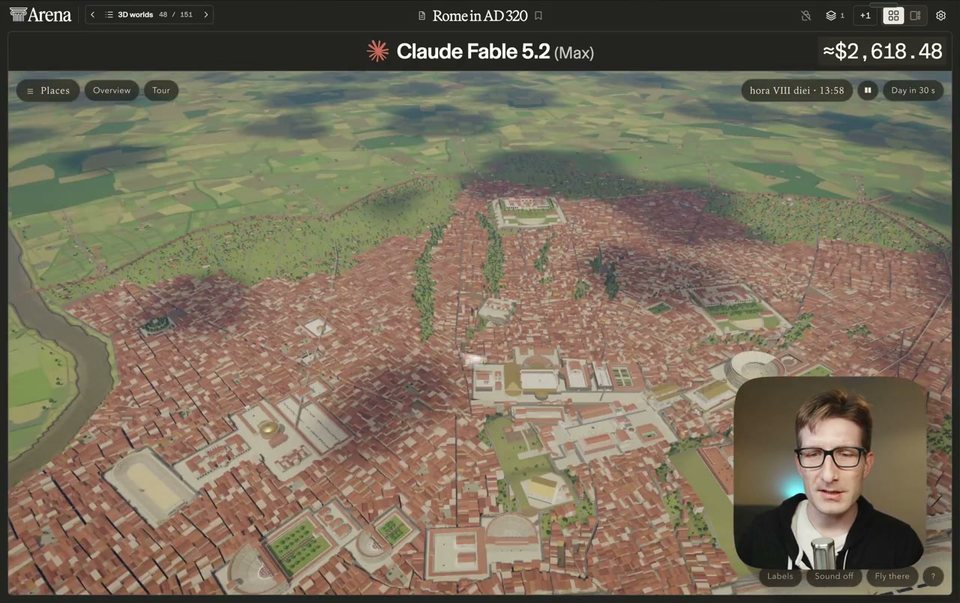 Arena
3D worlds 48 / 151
Rome in AD 320
1
+1
Claude Fable 5.2 (Max)
≈$2,618.48
Places
Overview
Tour
hora VIII diei · 13:58
Day in 30 s
Labels
Sound off
Fly there
?